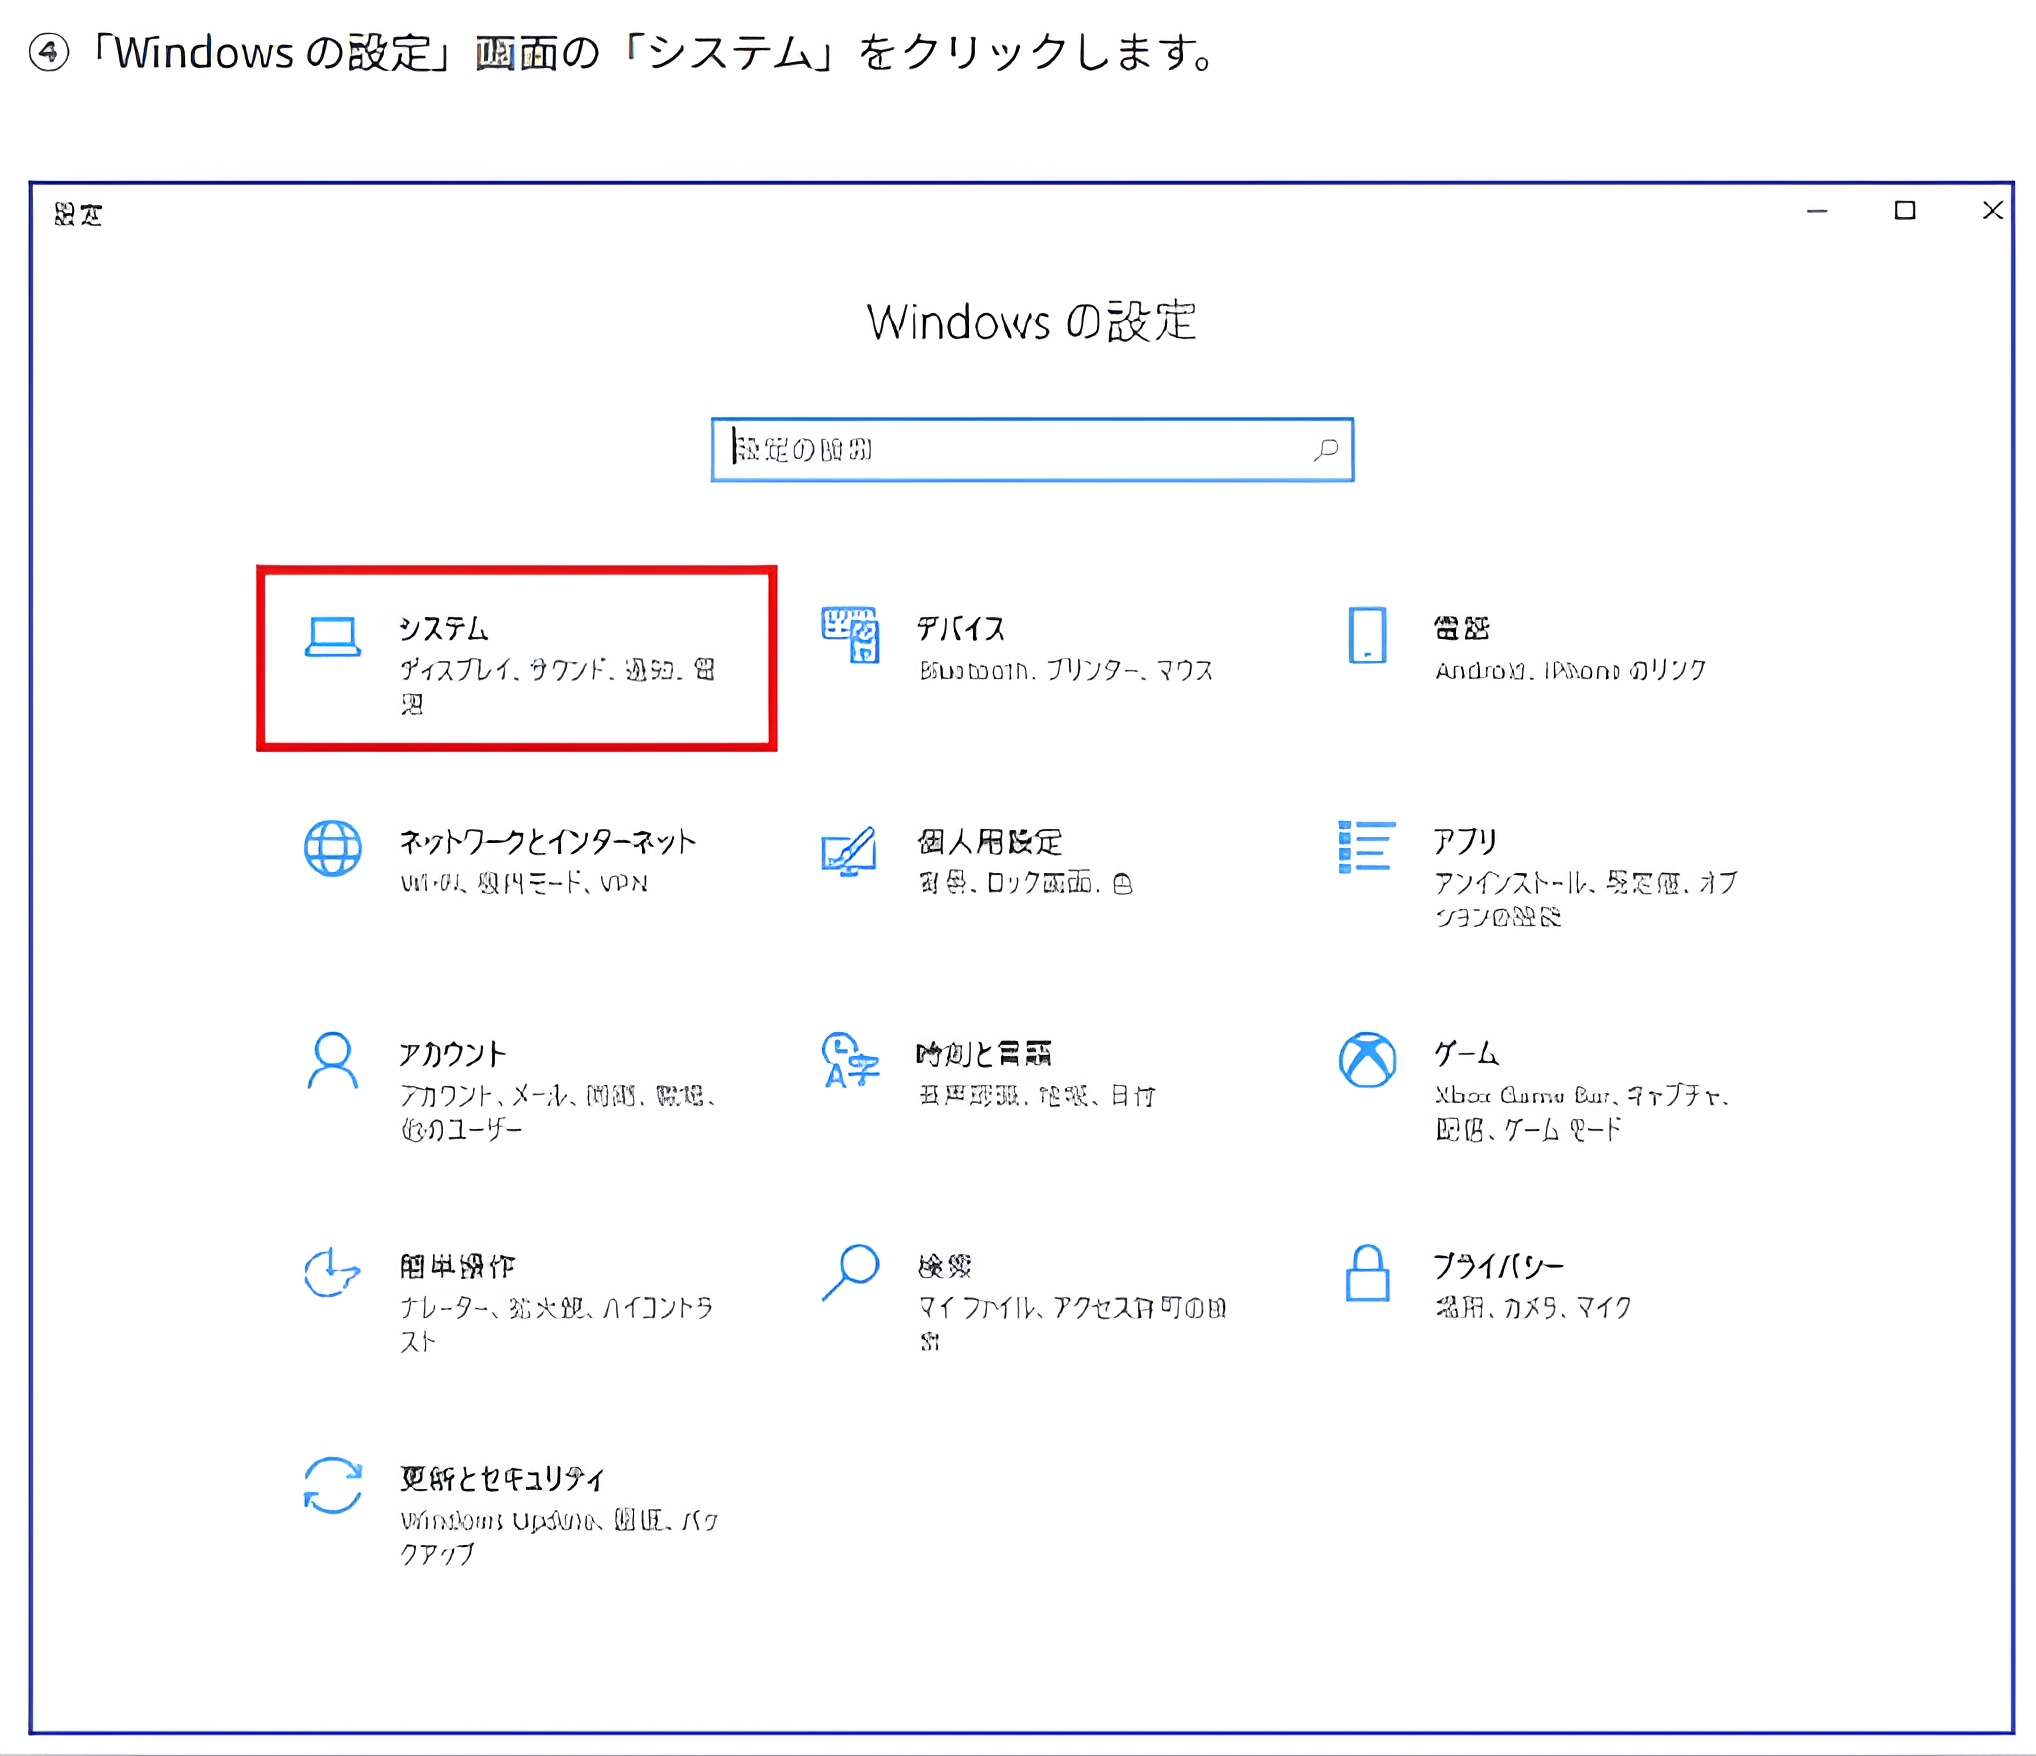 ④「Windows の設定」画面の「システム」をクリックします。
設定
Windows の設定
設定の検索
システム
ディスプレイ、サウンド、通知、電
源
デバイス
Bluetooth、プリンター、マウス
電話
Android、iPhone のリンク
ネットワークとインターネット
Wi-Fi、機内モード、VPN
個人用設定
背景、ロック画面、色
アプリ
アンインストール、既定値、オプ
ションの機能
アカウント
アカウント、メール、同期、職場、
他のユーザー
時刻と言語
音声認識、地域、日付
ゲーム
Xbox Game Bar、キャプチャ、
配信、ゲーム モード
簡単操作
ナレーター、拡大鏡、ハイコントラ
スト
検索
マイ ファイル、アクセス許可の検
索
プライバシー
場所、カメラ、マイク
更新とセキュリティ
Windows Update、回復、バッ
クアップ